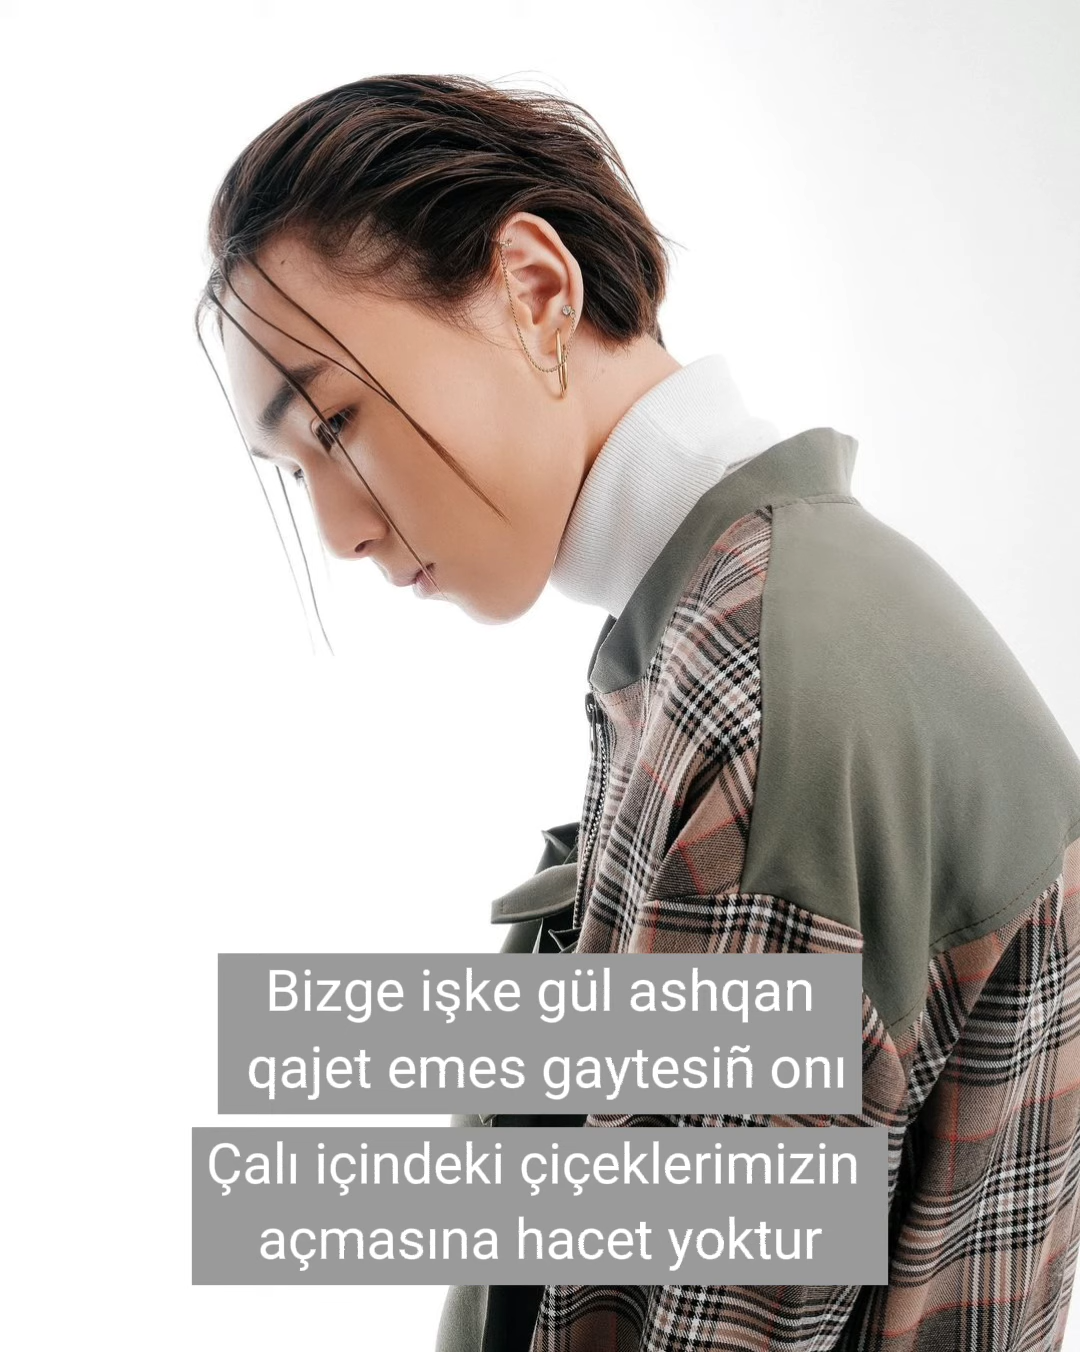 Bizge işke gül ashqan
qajet emes gaytesiñ onı
Çalı içindeki çiçeklerimizin
açmasına hacet yoktur